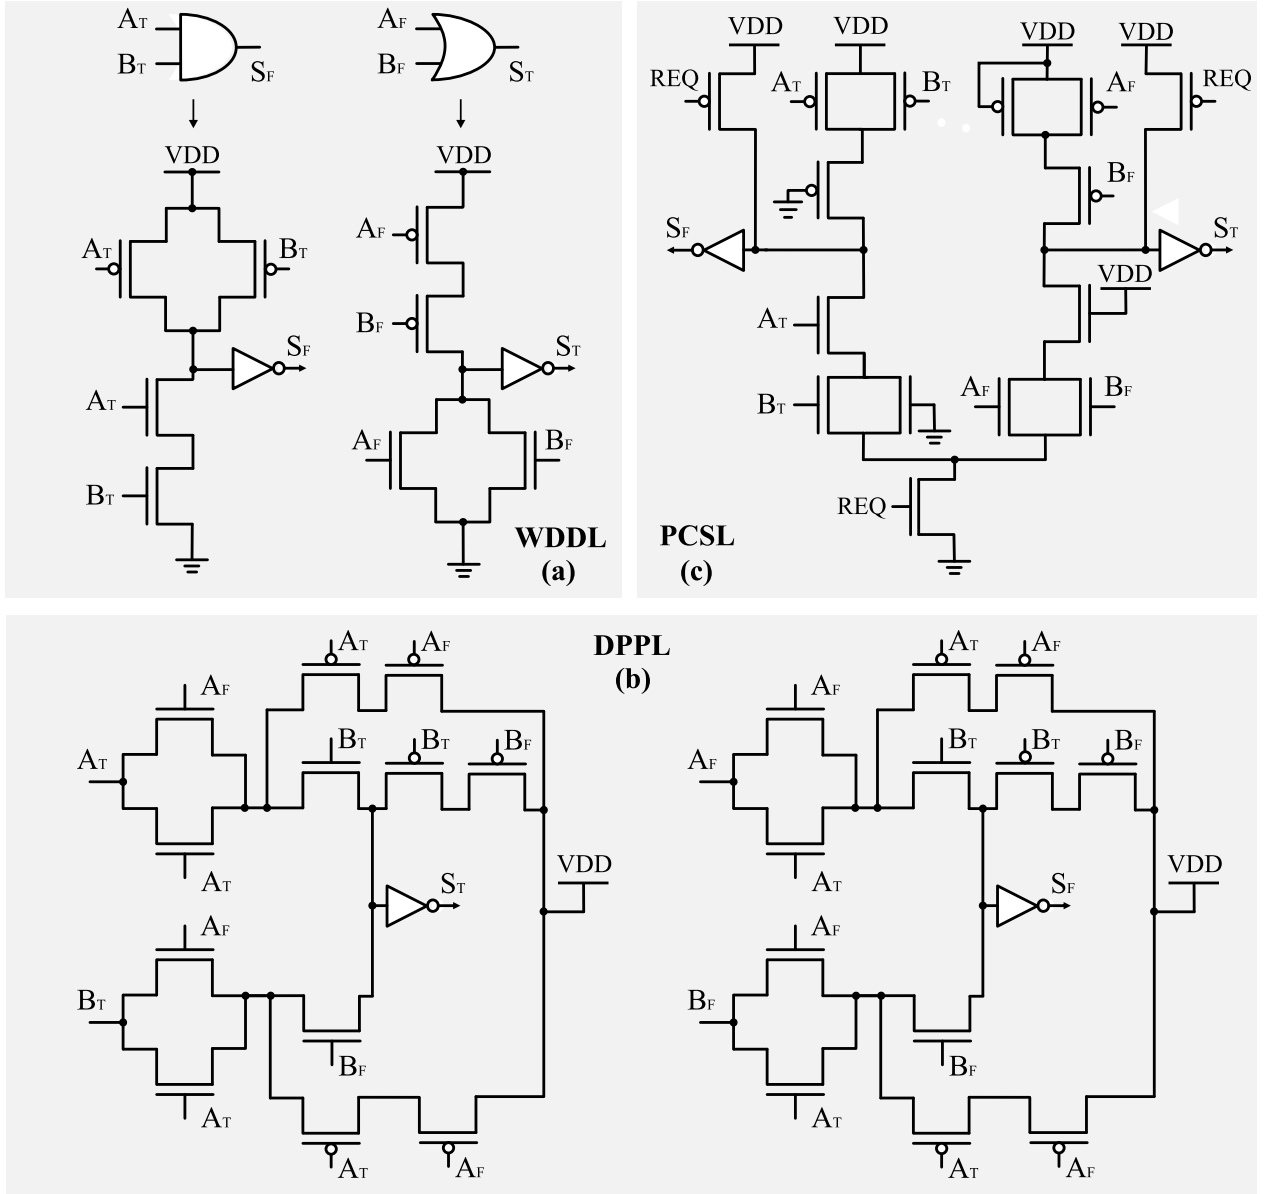 AT
BT
SF
AF
BF
ST
VDD
AT
BT
SF
AT
BT
VDD
AF
BF
ST
AF
BF
WDDL
(a)
VDD
VDD
VDD
VDD
REQ
AT
BT
AF
REQ
BF
SF
ST
VDD
AT
BT
AF
BF
REQ
PCSL
(c)
DPPL
(b)
AF
AT
AF
AT
BT
BT
BF
AT
VDD
ST
AF
BT
BF
AT
AT
AF
AF
AT
AF
AF
BT
BT
BF
AT
VDD
SF
AF
BF
BF
AT
AT
AF